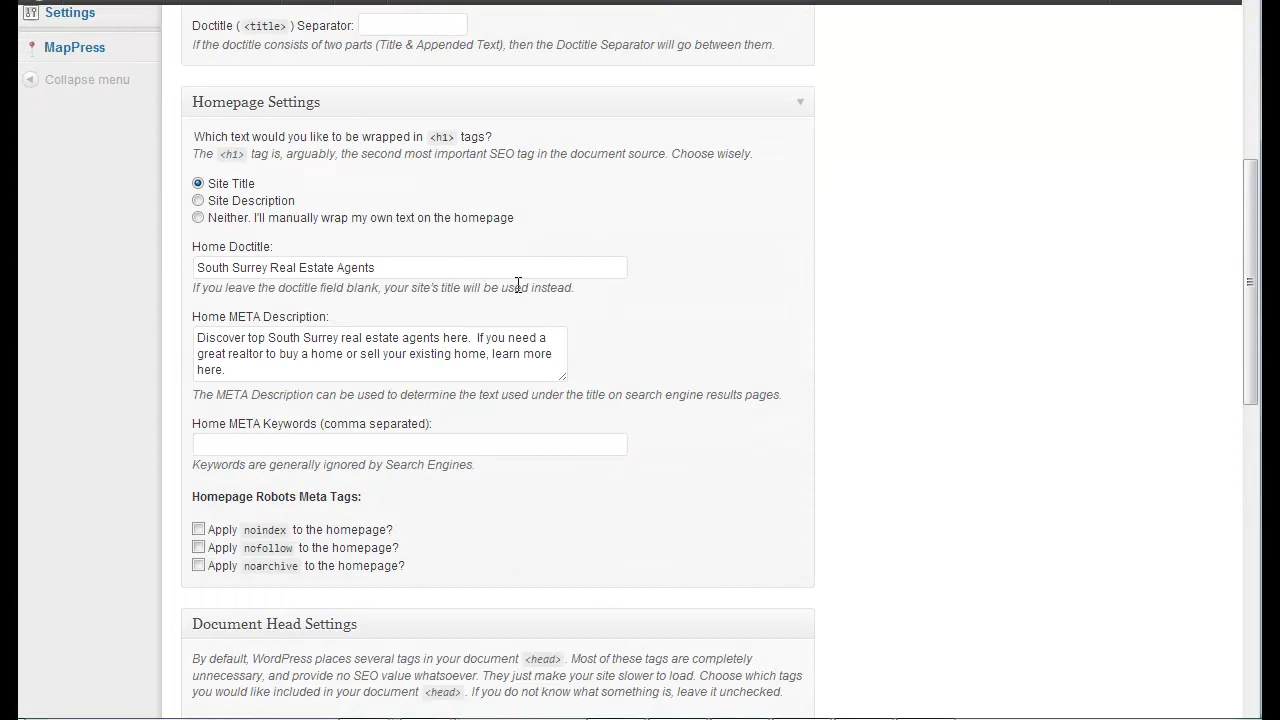 Settings
MapPress
Collapse menu
Doctitle ( <title> ) Separator:
If the doctitle consists of two parts (Title & Appended Text), then the Doctitle Separator will go between them.
Homepage Settings
Which text would you like to be wrapped in <h1> tags?
The <h1> tag is, arguably, the second most important SEO tag in the document source. Choose wisely.
Site Title
Site Description
Neither. I'll manually wrap my own text on the homepage
Home Doctitle:
South Surrey Real Estate Agents
If you leave the doctitle field blank, your site's title will be used instead.
Home META Description:
Discover top South Surrey real estate agents here.  If you need a
great realtor to buy a home or sell your existing home, learn more
here.
The META Description can be used to determine the text used under the title on search engine results pages.
Home META Keywords (comma separated):
Keywords are generally ignored by Search Engines.
Homepage Robots Meta Tags:
Apply noindex to the homepage?
Apply nofollow to the homepage?
Apply noarchive to the homepage?
Document Head Settings
By default, WordPress places several tags in your document <head>. Most of these tags are completely
unnecessary, and provide no SEO value whatsoever. They just make your site slower to load. Choose which tags
you would like included in your document <head>. If you do not know what something is, leave it unchecked.